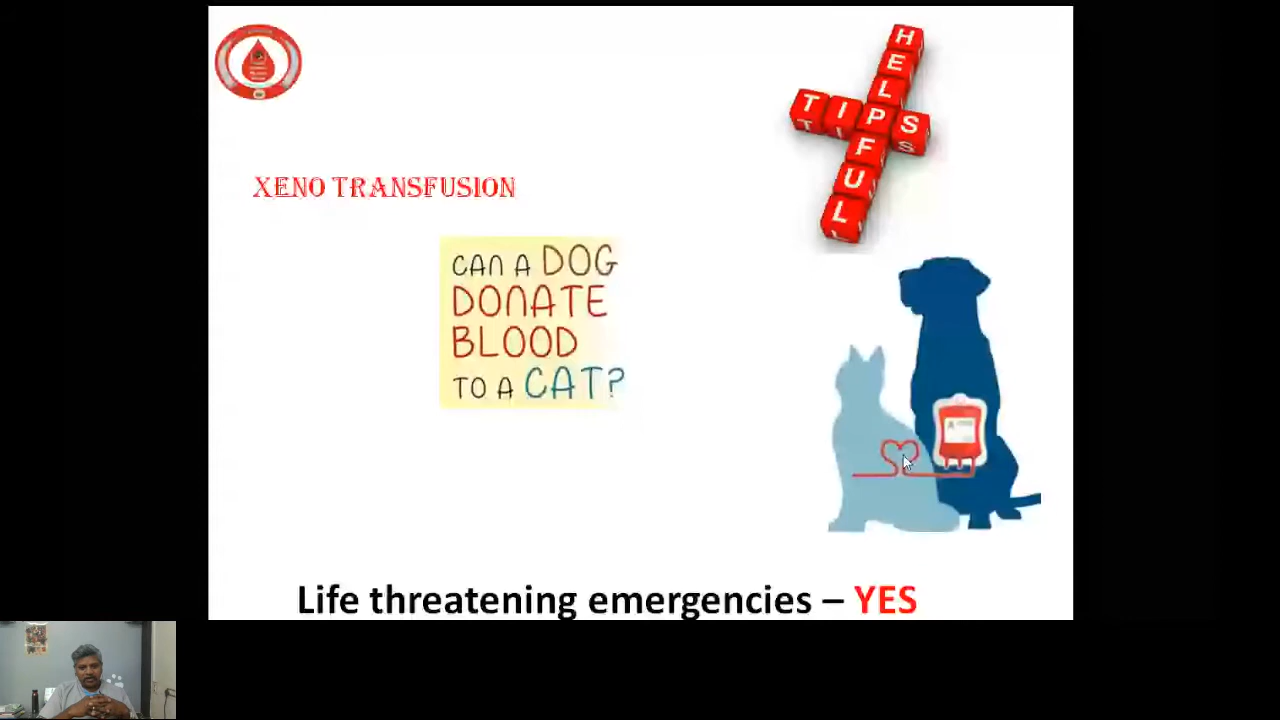 HELPFUL
TIPS
XENO TRANSFUSION
CAN A DOG
DONATE
BLOOD
TO A CAT?
Life threatening emergencies – YES